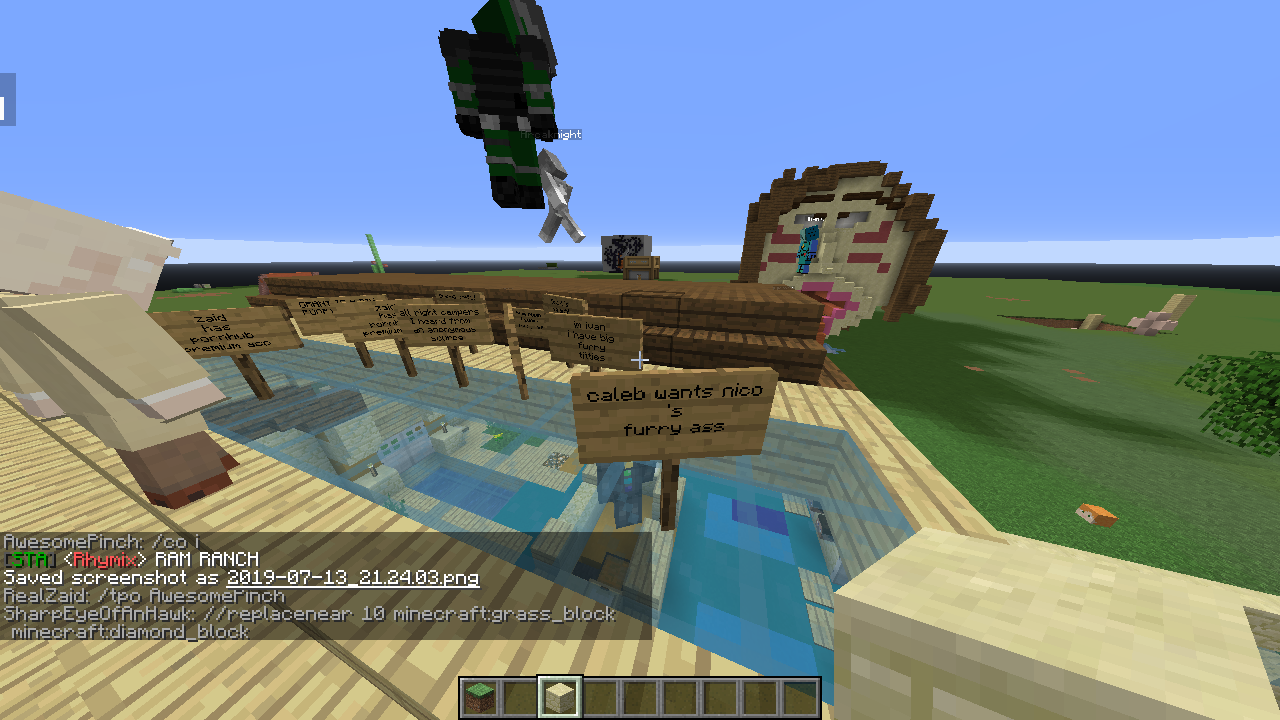 zaid
has
pornhub
premium acc
all right campers
i heard from
an anonymous
source
im ivan
i have big
furry
titties
caleb wants nico
's
furry ass
AwesomePinch: /co i
[STA] <Rhymix> RAM RANCH
Saved screenshot as 2019-07-13_21.24.03.png
RealZaid: /tpo AwesomePinch
SharpEyeOfAnHawk: //replacenear 10 minecraft:grass_block
minecraft:diamond_block